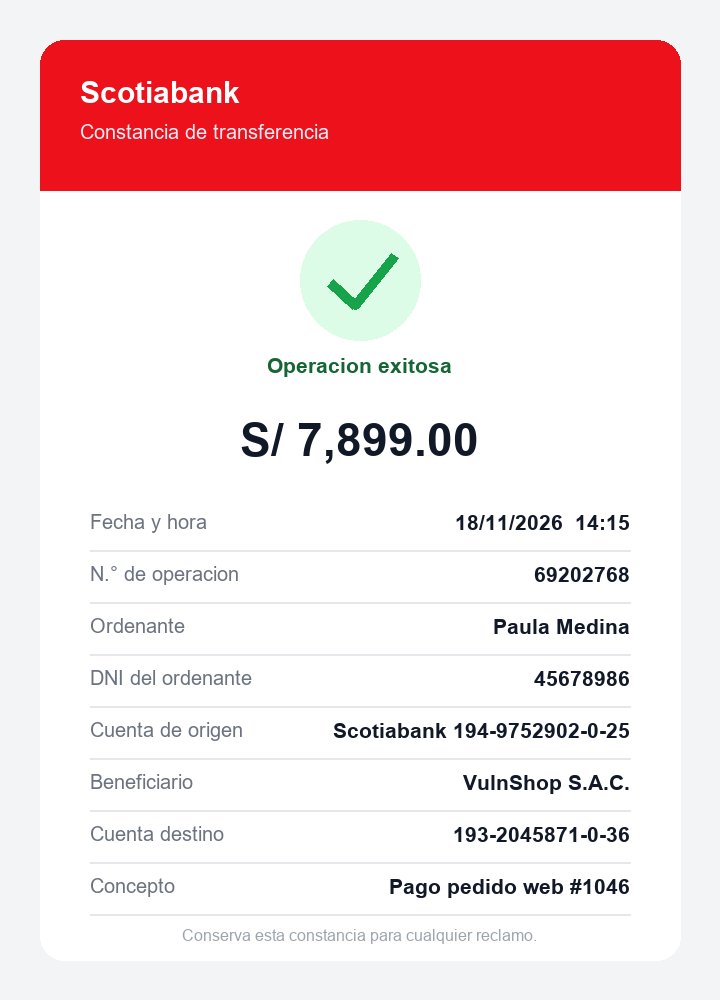 Scotiabank
Constancia de transferencia
Operacion exitosa
S/ 7,899.00
Fecha y hora 18/11/2026 14:15
N.° de operacion 69202768
Ordenante Paula Medina
DNI del ordenante 45678986
Cuenta de origen Scotiabank 194-9752902-0-25
Beneficiario VulnShop S.A.C.
Cuenta destino 193-2045871-0-36
Concepto Pago pedido web #1046
Conserva esta constancia para cualquier reclamo.